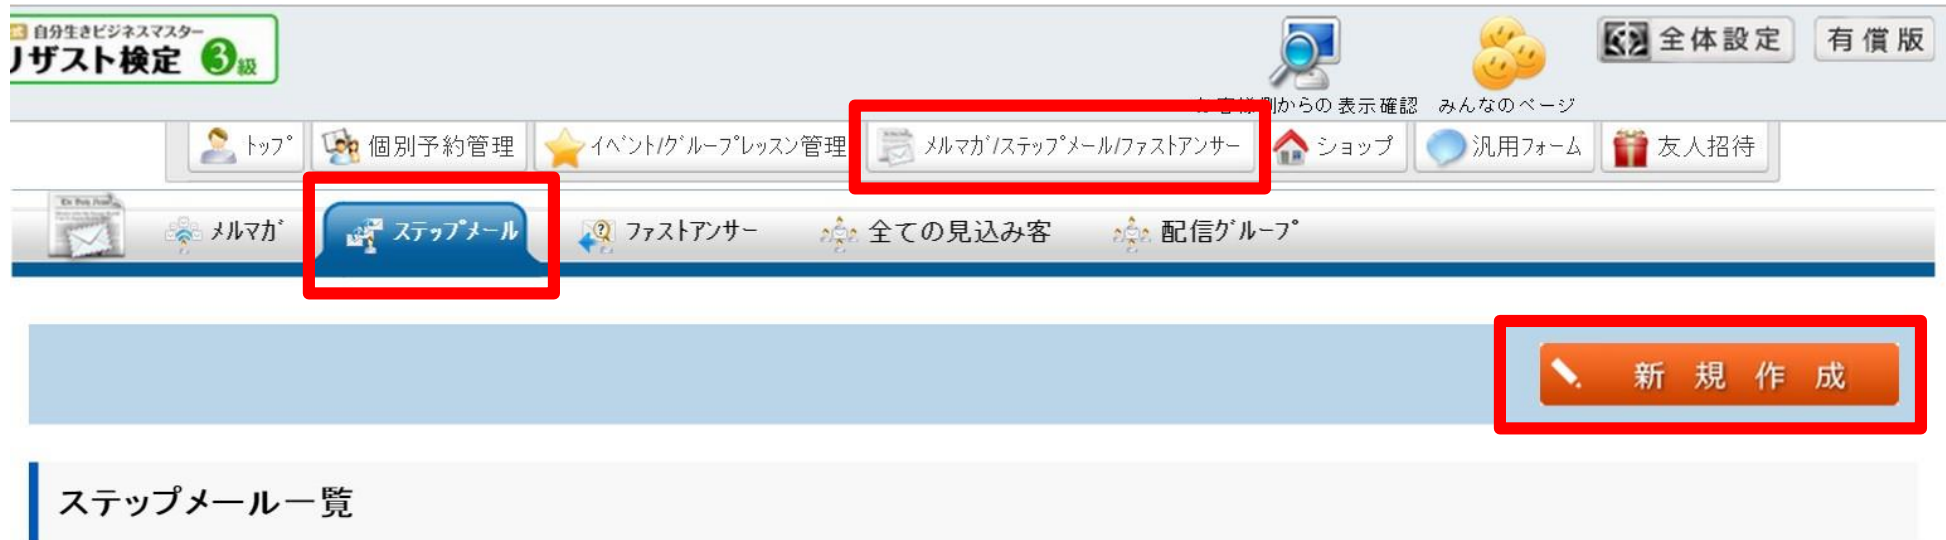 自分生きビジネスマスター
リザスト検定 3級
全体設定
有償版
からの表示確認
みんなのページ
トップ
個別予約管理
イベント/グループレッスン管理
メルマガ/ステップメール/ファストアンサー
ショップ
汎用フォーム
友人招待
メルマガ
ステップメール
ファストアンサー
全ての見込み客
配信グループ
新規作成
ステップメール一覧